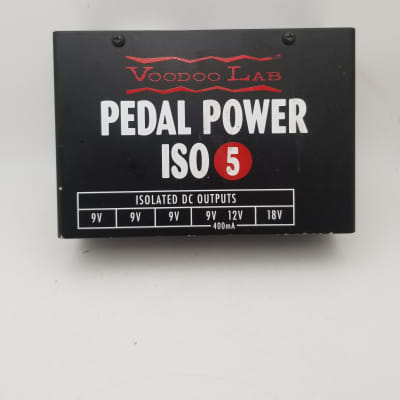 VOODOO LAB
PEDAL POWER
ISO 5
ISOLATED DC OUTPUTS
9V 9V 9V 9V 12V 18V
400mA